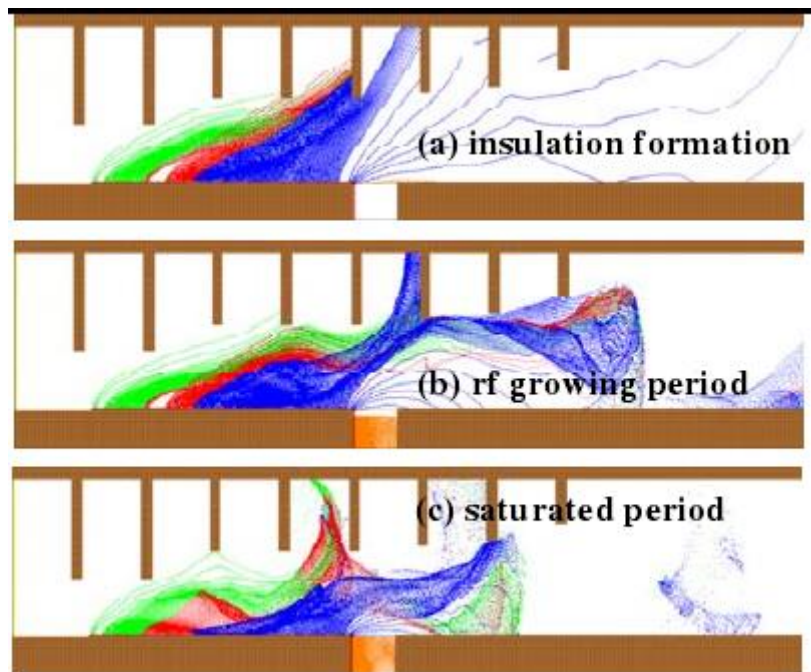 (a) insulation formation
(b) rf growing period
(c) saturated period